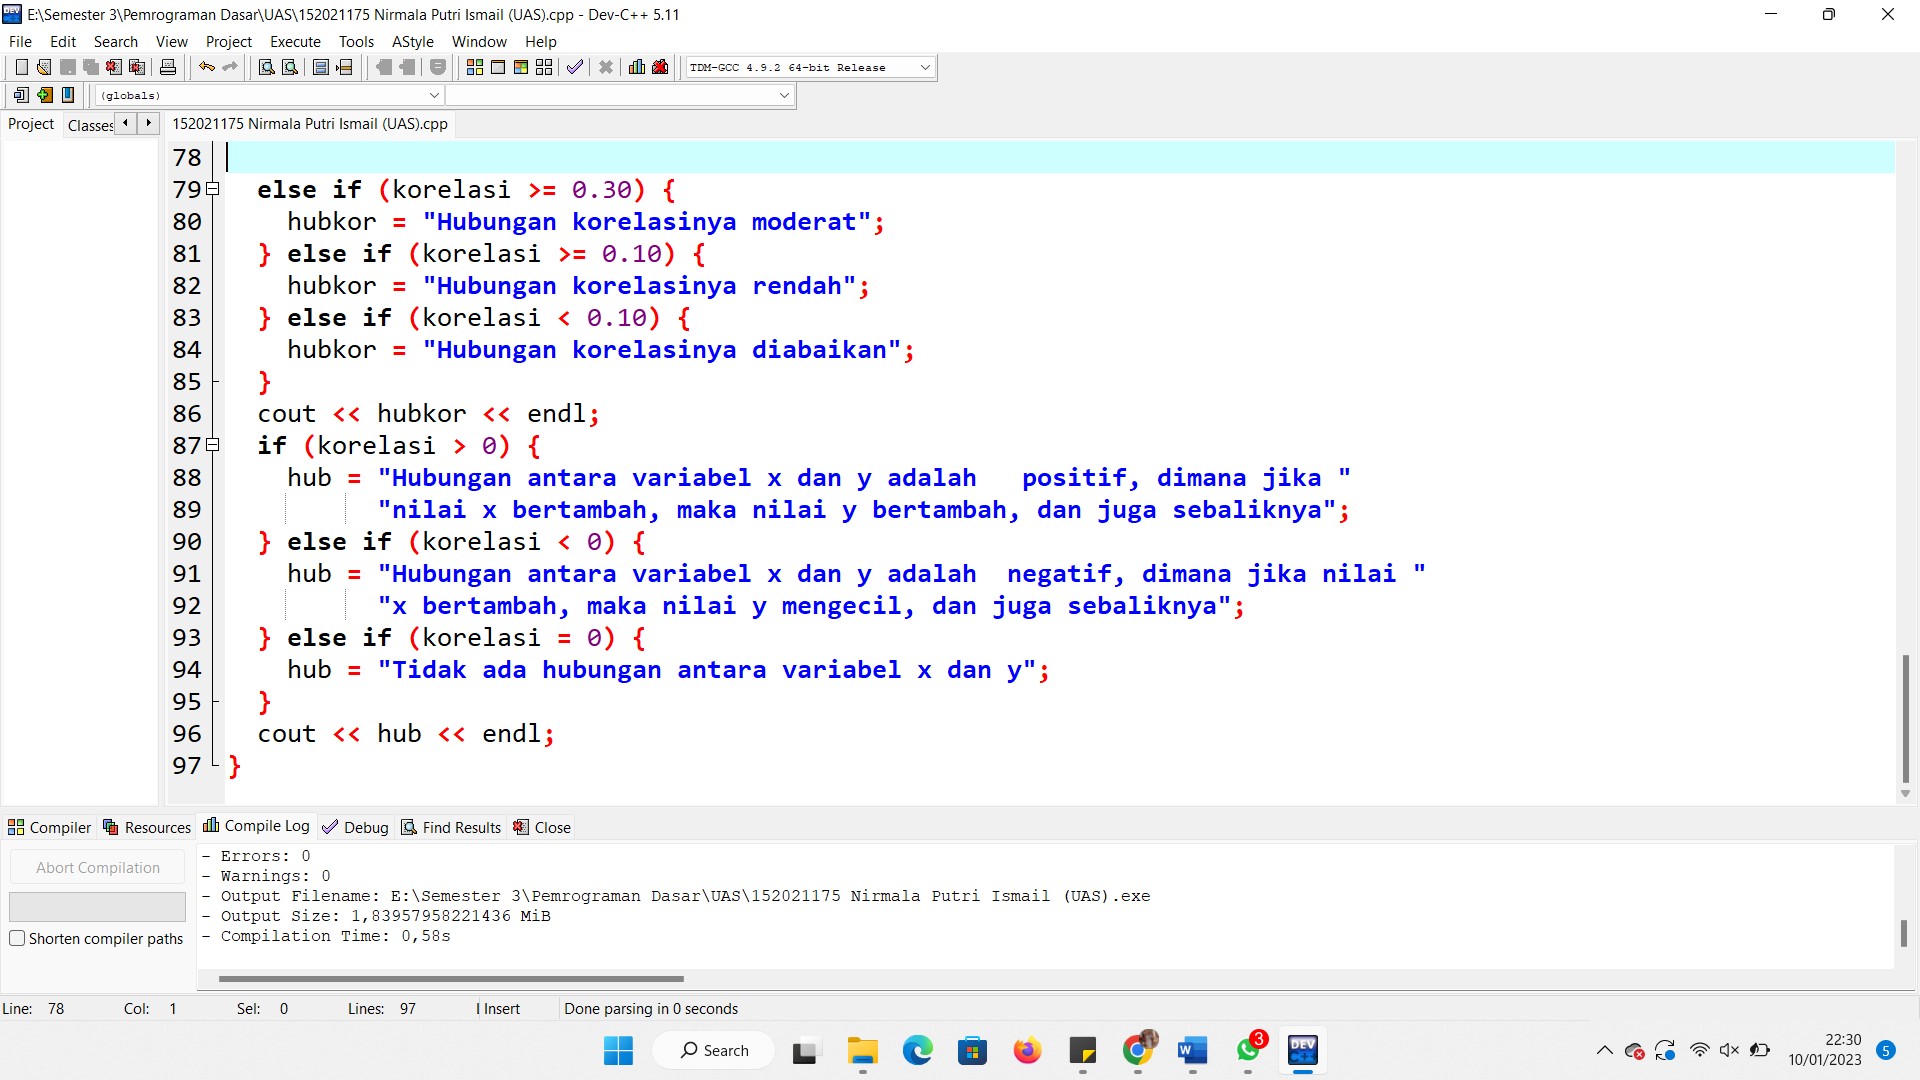 E:\Semester 3\Pemrograman Dasar\UAS\152021175 Nirmala Putri Ismail (UAS).cpp - Dev-C++ 5.11
File Edit Search View Project Execute Tools AStyle Window Help
TDM-GCC 4.9.2 64-bit Release
(globals)
Project Classes 152021175 Nirmala Putri Ismail (UAS).cpp
78
79 else if (korelasi >= 0.30) {
80 hubkor = "Hubungan korelasinya moderat";
81 } else if (korelasi >= 0.10) {
82 hubkor = "Hubungan korelasinya rendah";
83 } else if (korelasi < 0.10) {
84 hubkor = "Hubungan korelasinya diabaikan";
85 }
86 cout << hubkor << endl;
87 if (korelasi > 0) {
88 hub = "Hubungan antara variabel x dan y adalah   positif, dimana jika "
89 "nilai x bertambah, maka nilai y bertambah, dan juga sebaliknya";
90 } else if (korelasi < 0) {
91 hub = "Hubungan antara variabel x dan y adalah  negatif, dimana jika nilai "
92 "x bertambah, maka nilai y mengecil, dan juga sebaliknya";
93 } else if (korelasi = 0) {
94 hub = "Tidak ada hubungan antara variabel x dan y";
95 }
96 cout << hub << endl;
97 }
Compiler Resources Compile Log Debug Find Results Close
Abort Compilation
Shorten compiler paths
- Errors: 0
- Warnings: 0
- Output Filename: E:\Semester 3\Pemrograman Dasar\UAS\152021175 Nirmala Putri Ismail (UAS).exe
- Output Size: 1,83957958221436 MiB
- Compilation Time: 0,58s
Line: 78 Col: 1 Sel: 0 Lines: 97 Insert Done parsing in 0 seconds
Search
3
DEV C++
22:30
10/01/2023
5